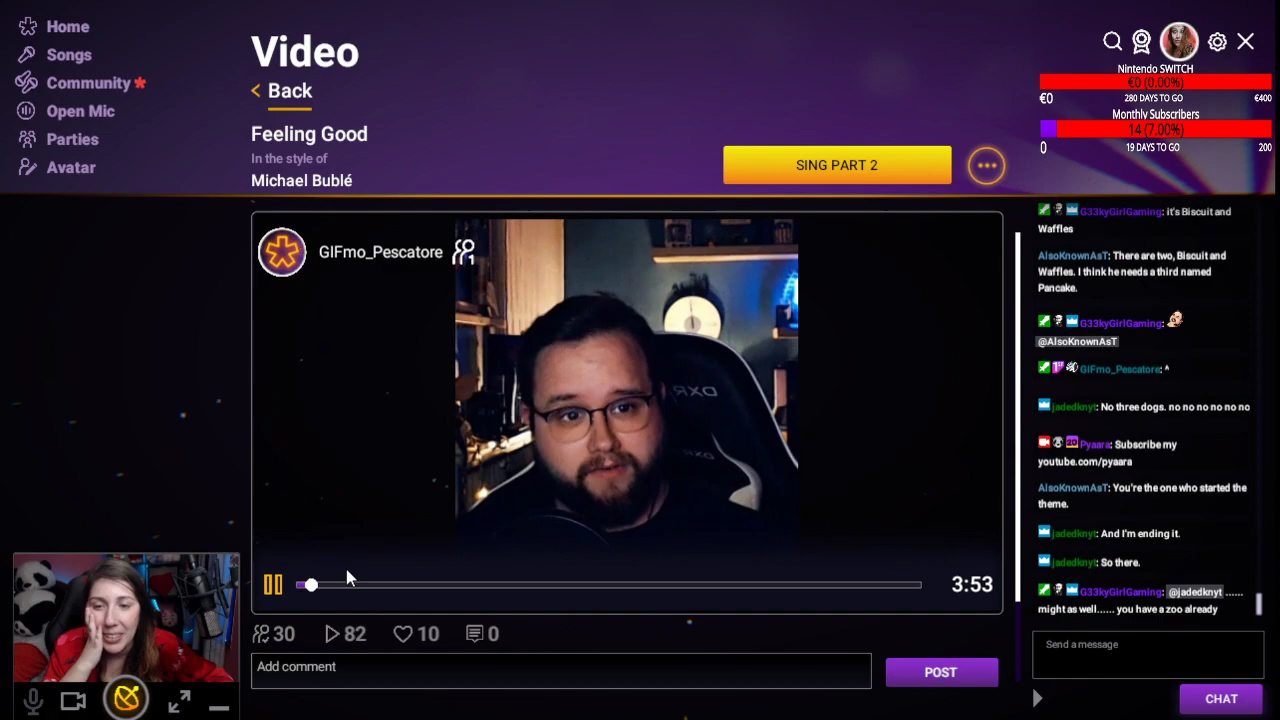 Home
Songs
Community *
Open Mic
Parties
Avatar
Video
< Back
Feeling Good
In the style of
Michael Bublé
SING PART 2
Nintendo SWITCH
€0 (0.00%)
€0 280 DAYS TO GO €400
Monthly Subscribers
14 (7.00%)
0 19 DAYS TO GO 200
GIFmo_Pescatore
DXR
3:53
30 82 10 0
Add comment
POST
G33kyGirlGaming: it's Biscuit and
Waffles
AlsoKnownAsT: There are two, Biscuit and
Waffles. I think he needs a third named
Pancake.
G33kyGirlGaming:
@AlsoKnownAsT
GIFmo_Pescatore: ^
jadedknyt: No three dogs. no no no no no no
Pyaara: Subscribe my
youtube.com/pyaara
AlsoKnownAsT: You're the one who started the
theme.
jadedknyt: And I'm ending it.
jadedknyt: So there.
G33kyGirlGaming: @jadedknyt ......
might as well...... you have a zoo already
Send a message
CHAT